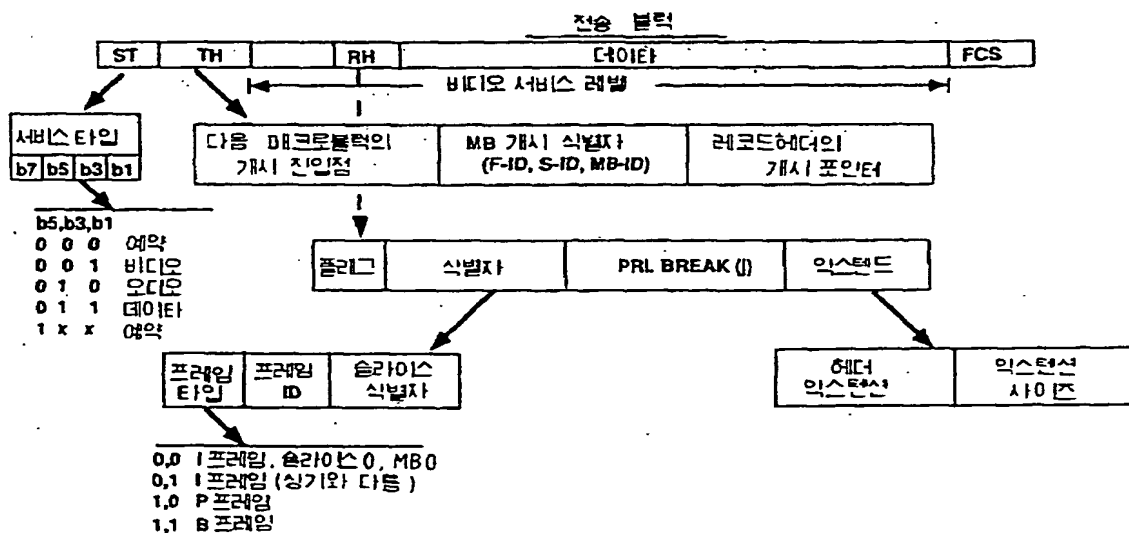 전송 블럭
ST TH RH 데이타 FCS
비디오 서비스 레벨
서비스 타입
b7 b5 b3 b1
다음 매크로블럭의
개시 진입점
MB 개시 식별자
(F-ID, S-ID, MB-ID)
레코드헤더의
개시 포인터
b5,b3,b1
0 0 0 예약
0 0 1 비디오
0 1 0 오디오
0 1 1 데이타
1 x x 예약
플래그 식별자 PRL BREAK (j) 익스텐드
프레임
타입
프레임
ID
슬라이스
식별자
헤더
익스텐션
익스텐션
사이즈
0,0 I 프레임, 슬라이스 0, MB 0
0,1 I 프레임 (상기와 다름)
1,0 P 프레임
1,1 B 프레임